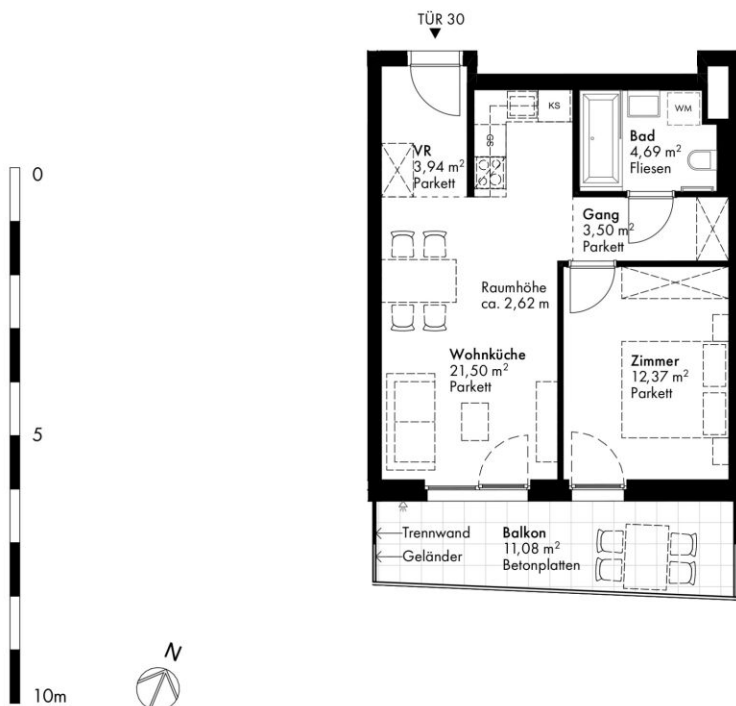 TÜR 30
KS
GS
WM
VR
3,94 m²
Parkett
Bad
4,69 m²
Fliesen
Gang
3,50 m²
Parkett
Raumhöhe
ca. 2,62 m
Wohnküche
21,50 m²
Parkett
Zimmer
12,37 m²
Parkett
Trennwand
Geländer
Balkon
11,08 m²
Betonplatten
0
5
10m
N